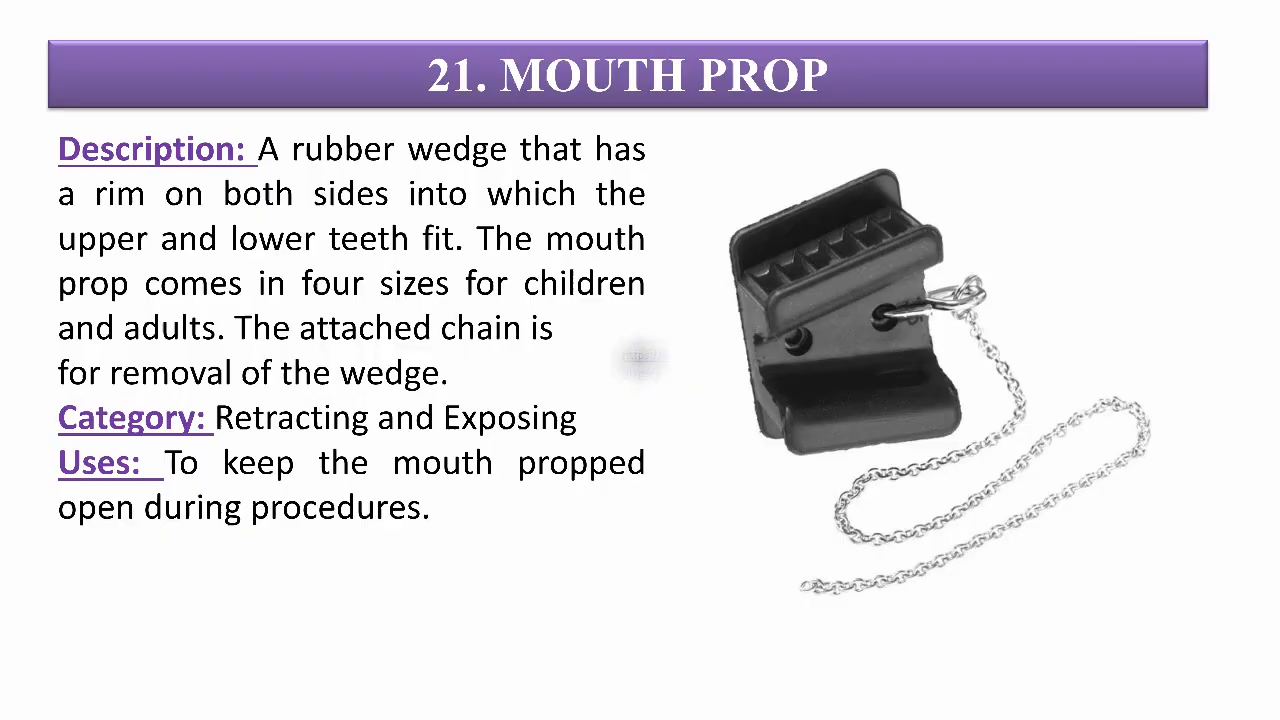 21. MOUTH PROP
Description: A rubber wedge that has
a rim on both sides into which the
upper and lower teeth fit. The mouth
prop comes in four sizes for children
and adults. The attached chain is
for removal of the wedge.
Category: Retracting and Exposing
Uses: To keep the mouth propped
open during procedures.